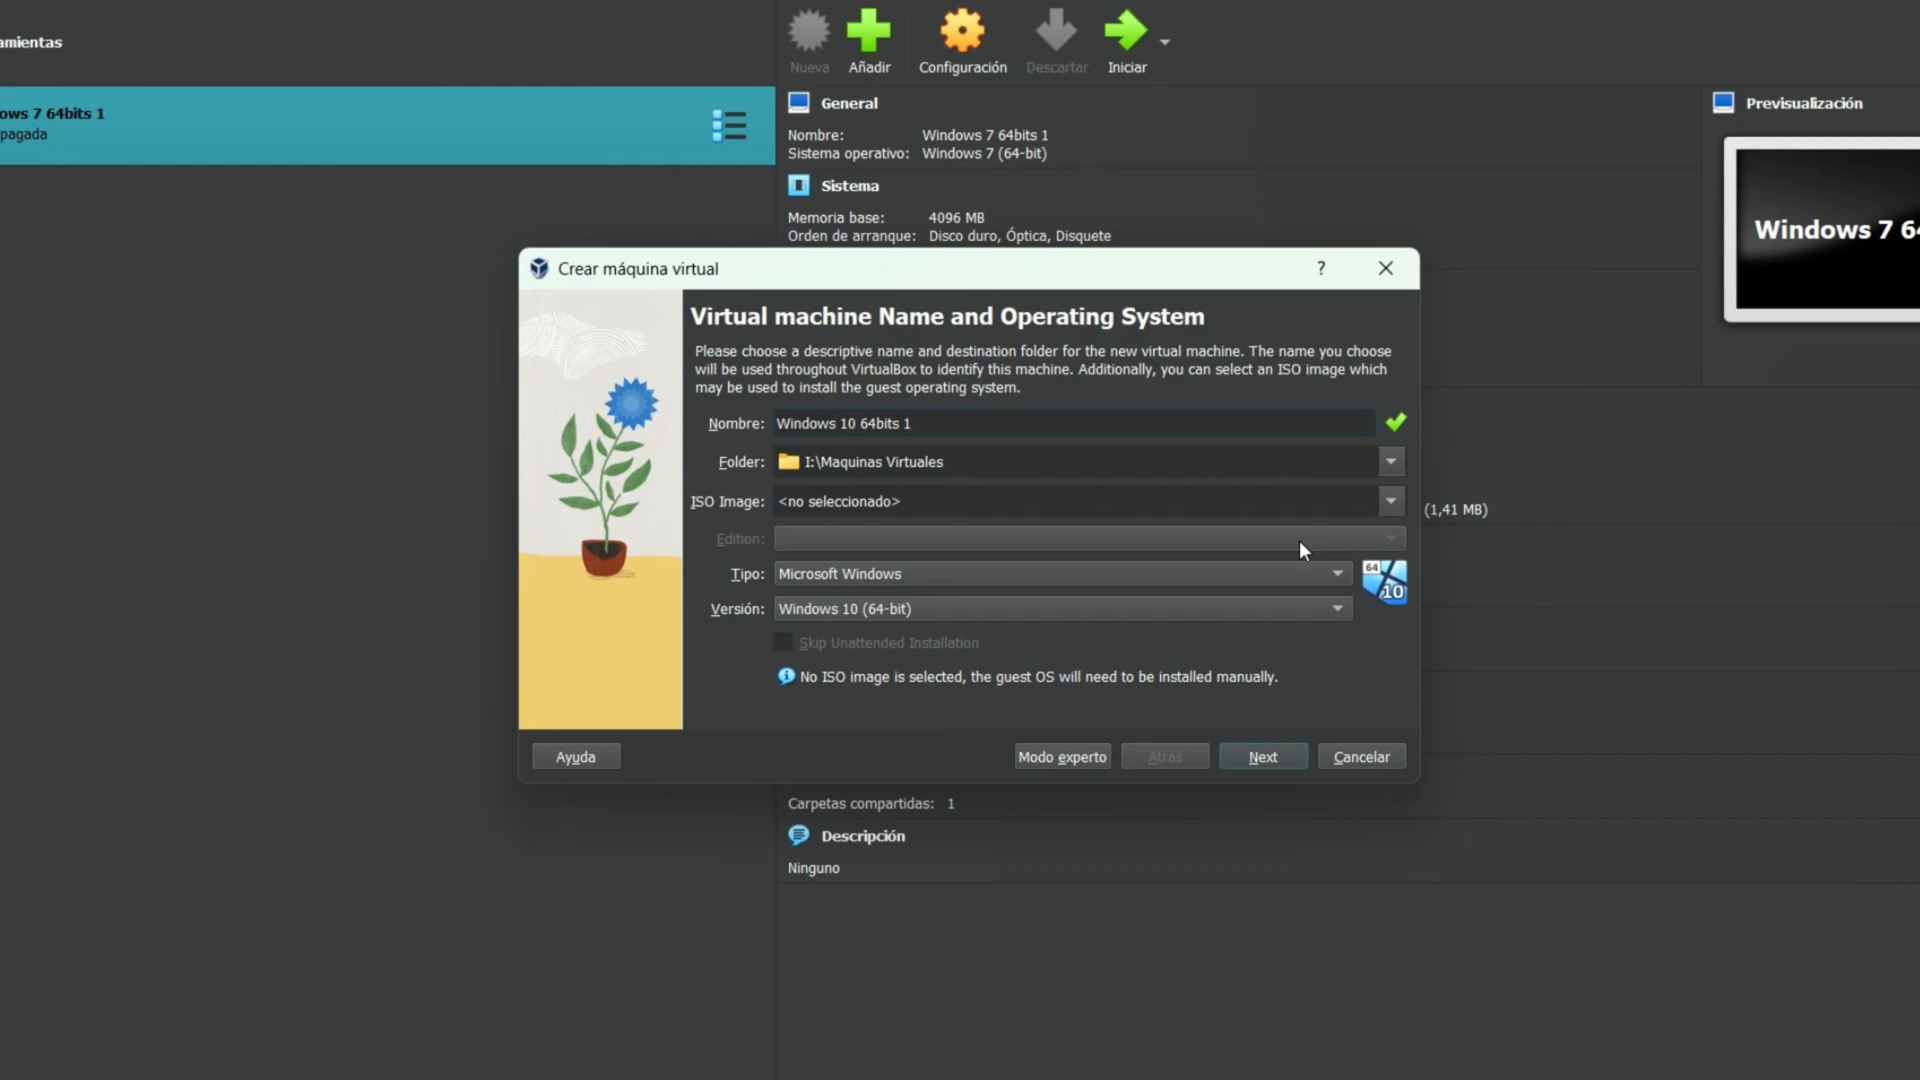 amientas
Nueva
Añadir
Configuración
Descartar
Iniciar
ows 7 64bits 1
pagada
General
Nombre: Windows 7 64bits 1
Sistema operativo: Windows 7 (64-bit)
Sistema
Memoria base: 4096 MB
Orden de arranque: Disco duro, Óptica, Disquete
Previsualización
Windows 7 64
Crear máquina virtual
?
Virtual machine Name and Operating System
Please choose a descriptive name and destination folder for the new virtual machine. The name you choose
will be used throughout VirtualBox to identify this machine. Additionally, you can select an ISO image which
may be used to install the guest operating system.
Nombre: Windows 10 64bits 1
Folder: I:\Maquinas Virtuales
ISO Image: <no seleccionado>
(1,41 MB)
Edition:
Tipo: Microsoft Windows
64
10
Versión: Windows 10 (64-bit)
Skip Unattended Installation
No ISO image is selected, the guest OS will need to be installed manually.
Ayuda
Modo experto
Atrás
Next
Cancelar
Carpetas compartidas: 1
Descripción
Ninguno